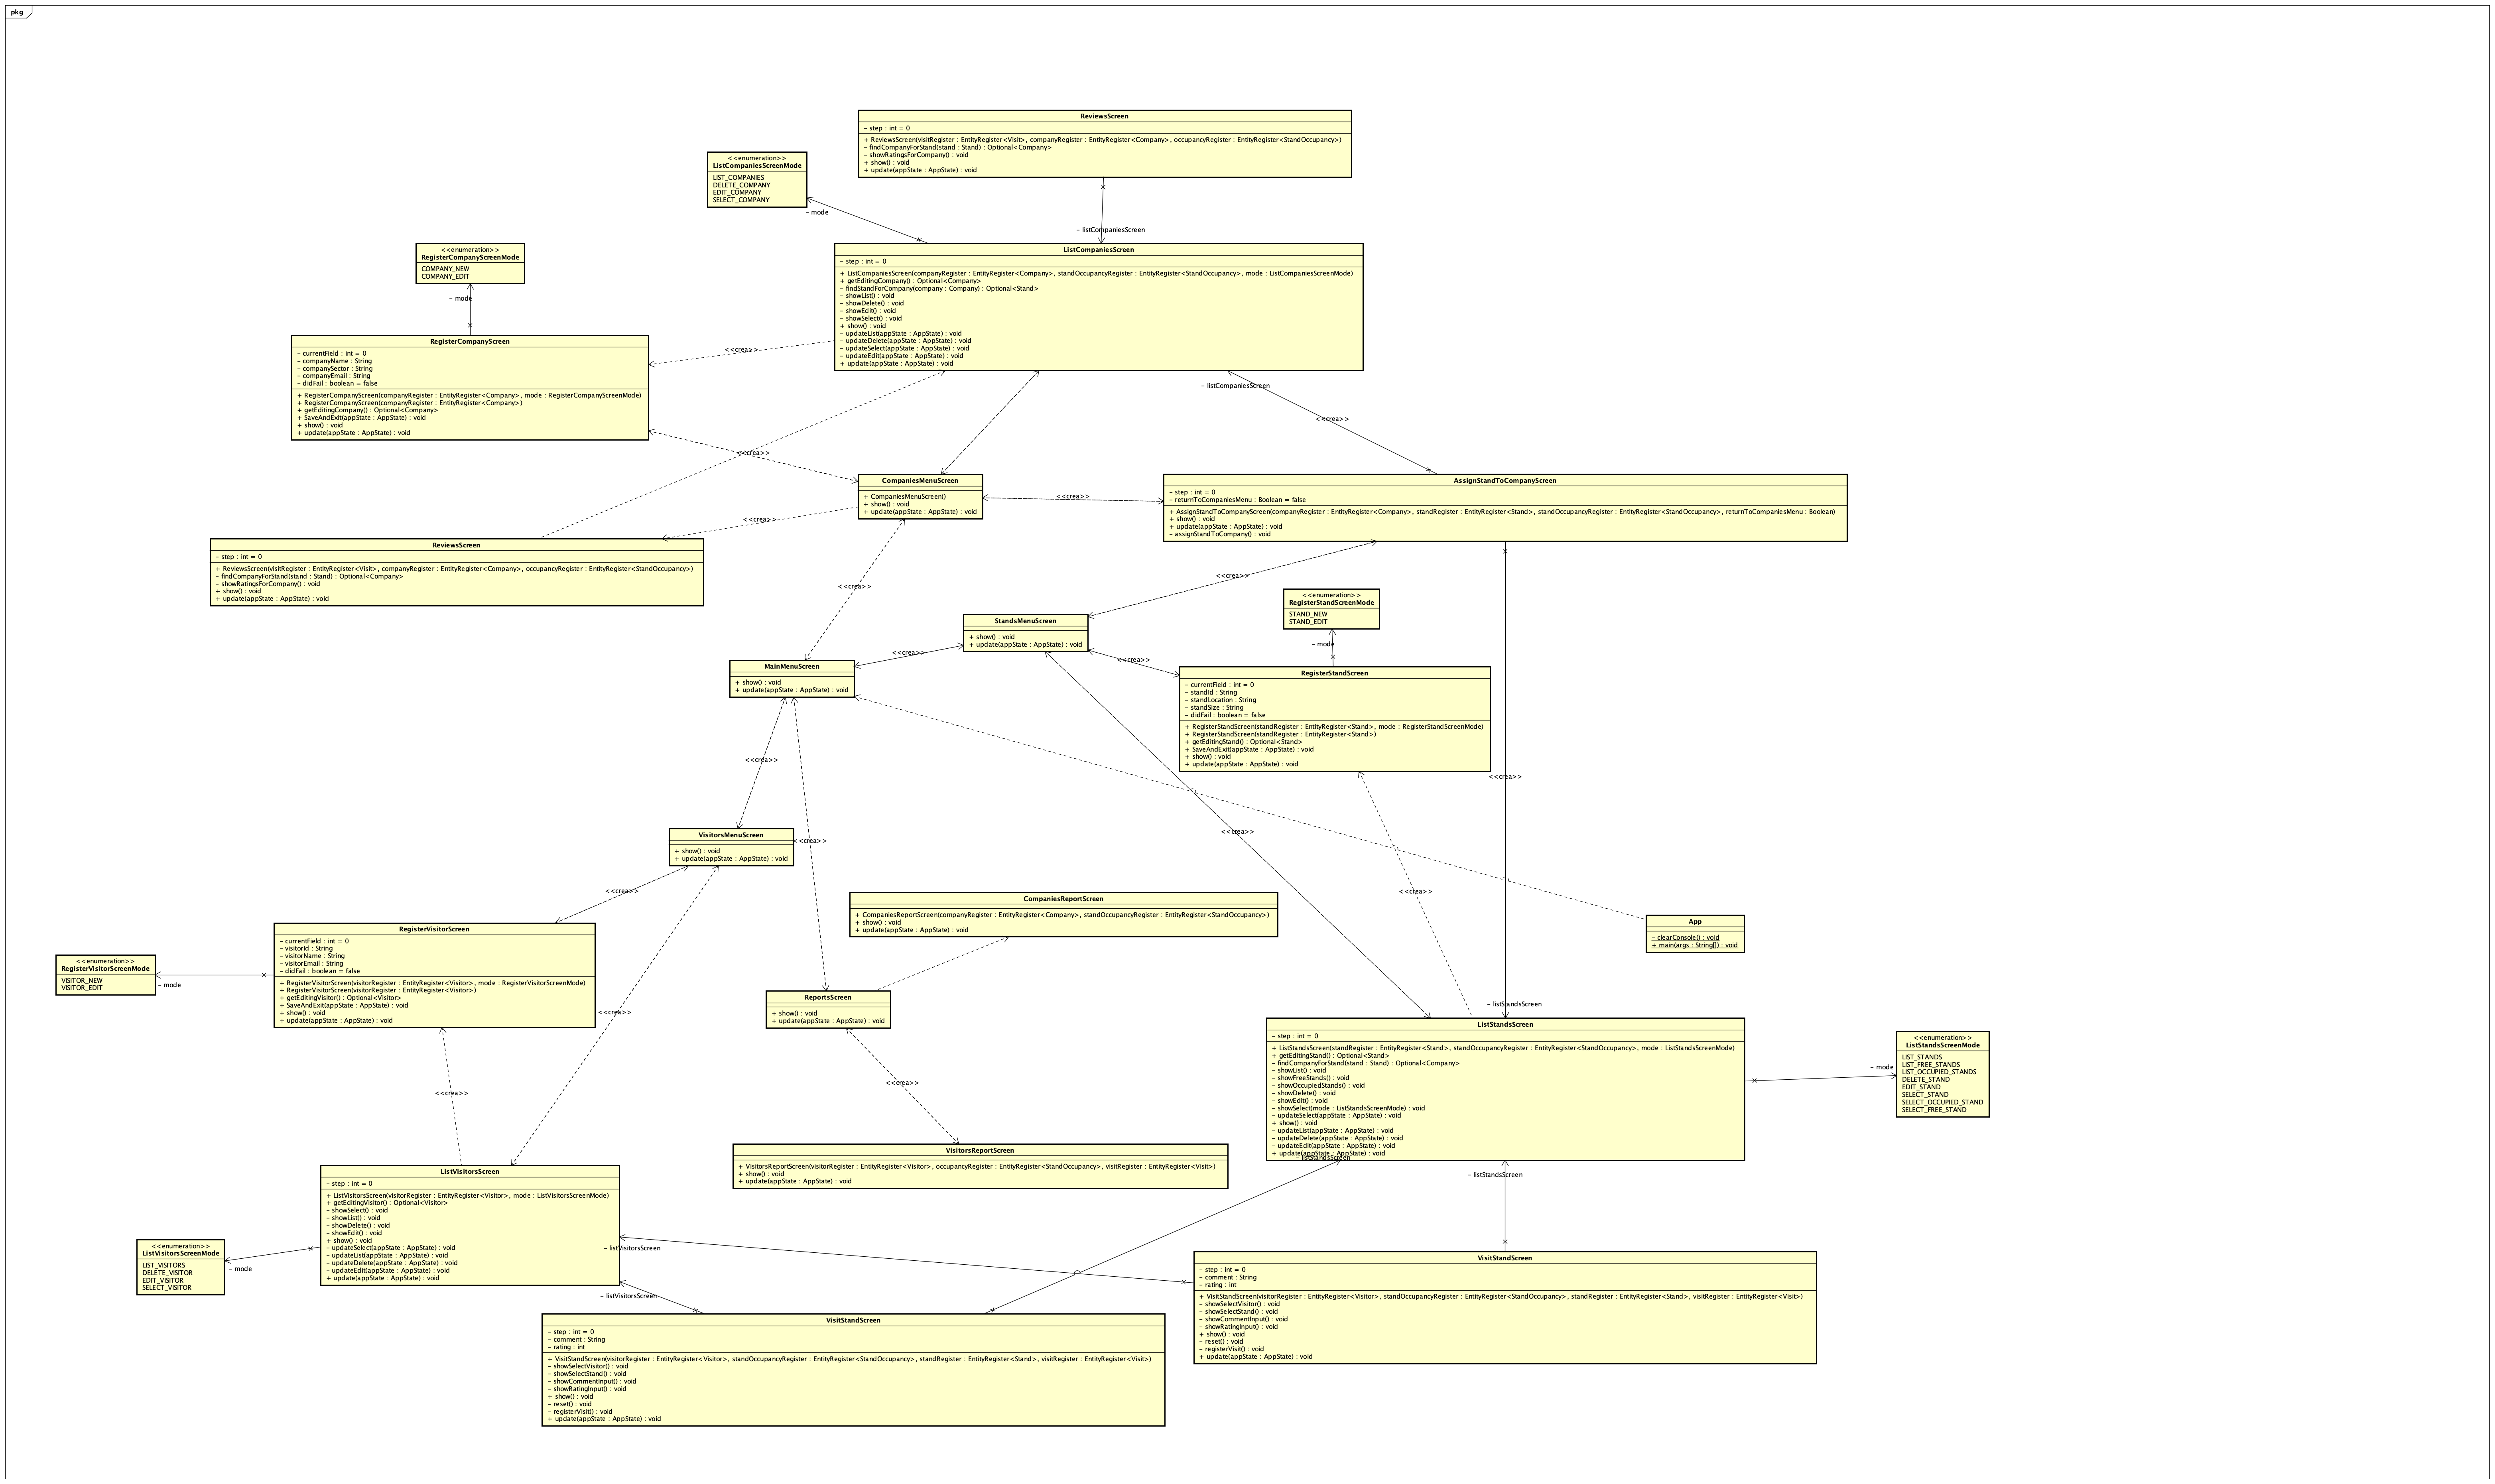 pkg
ReviewsScreen
– step : int = 0
+ ReviewsScreen(visitRegister : EntityRegister<Visit>, companyRegister : EntityRegister<Company>, occupancyRegister : EntityRegister<StandOccupancy>)
– findCompanyForStand(stand : Stand) : Optional<Company>
– showRatingsForCompany() : void
+ show() : void
+ update(appState : AppState) : void
<<enumeration>>
ListCompaniesScreenMode
LIST_COMPANIES
DELETE_COMPANY
EDIT_COMPANY
SELECT_COMPANY
– mode
– listCompaniesScreen
ListCompaniesScreen
– step : int = 0
+ ListCompaniesScreen(companyRegister : EntityRegister<Company>, standOccupancyRegister : EntityRegister<StandOccupancy>, mode : ListCompaniesScreenMode)
+ getEditingCompany() : Optional<Company>
– findStandForCompany(company : Company) : Optional<Stand>
– showList() : void
– showDelete() : void
– showEdit() : void
– showSelect() : void
+ show() : void
– updateList(appState : AppState) : void
– updateDelete(appState : AppState) : void
– updateSelect(appState : AppState) : void
– updateEdit(appState : AppState) : void
+ update(appState : AppState) : void
<<enumeration>>
RegisterCompanyScreenMode
COMPANY_NEW
COMPANY_EDIT
– mode
RegisterCompanyScreen
– currentField : int = 0
– companyName : String
– companySector : String
– companyEmail : String
– didFail : boolean = false
+ RegisterCompanyScreen(companyRegister : EntityRegister<Company>, mode : RegisterCompanyScreenMode)
+ RegisterCompanyScreen(companyRegister : EntityRegister<Company>)
+ getEditingCompany() : Optional<Company>
+ SaveAndExit(appState : AppState) : void
+ show() : void
+ update(appState : AppState) : void
<<crea>>
– listCompaniesScreen
<<crea>>
<<crea>>
CompaniesMenuScreen
+ CompaniesMenuScreen()
+ show() : void
+ update(appState : AppState) : void
<<crea>>
AssignStandToCompanyScreen
– step : int = 0
– returnToCompaniesMenu : Boolean = false
+ AssignStandToCompanyScreen(companyRegister : EntityRegister<Company>, standRegister : EntityRegister<Stand>, standOccupancyRegister : EntityRegister<StandOccupancy>, returnToCompaniesMenu : Boolean)
+ show() : void
+ update(appState : AppState) : void
– assignStandToCompany() : void
<<crea>>
ReviewsScreen
– step : int = 0
+ ReviewsScreen(visitRegister : EntityRegister<Visit>, companyRegister : EntityRegister<Company>, occupancyRegister : EntityRegister<StandOccupancy>)
– findCompanyForStand(stand : Stand) : Optional<Company>
– showRatingsForCompany() : void
+ show() : void
+ update(appState : AppState) : void
<<crea>>
<<crea>>
<<enumeration>>
RegisterStandScreenMode
STAND_NEW
STAND_EDIT
– mode
StandsMenuScreen
+ show() : void
+ update(appState : AppState) : void
<<crea>>
<<crea>>
MainMenuScreen
+ show() : void
+ update(appState : AppState) : void
RegisterStandScreen
– currentField : int = 0
– standId : String
– standLocation : String
– standSize : String
– didFail : boolean = false
+ RegisterStandScreen(standRegister : EntityRegister<Stand>, mode : RegisterStandScreenMode)
+ RegisterStandScreen(standRegister : EntityRegister<Stand>)
+ getEditingStand() : Optional<Stand>
+ SaveAndExit(appState : AppState) : void
+ show() : void
+ update(appState : AppState) : void
<<crea>>
<<crea>>
<<crea>>
<<crea>>
<<crea>>
VisitorsMenuScreen
+ show() : void
+ update(appState : AppState) : void
<<crea>>
CompaniesReportScreen
+ CompaniesReportScreen(companyRegister : EntityRegister<Company>, standOccupancyRegister : EntityRegister<StandOccupancy>)
+ show() : void
+ update(appState : AppState) : void
App
– clearConsole() : void
+ main(args : String[]) : void
RegisterVisitorScreen
– currentField : int = 0
– visitorId : String
– visitorName : String
– visitorEmail : String
– didFail : boolean = false
+ RegisterVisitorScreen(visitorRegister : EntityRegister<Visitor>, mode : RegisterVisitorScreenMode)
+ RegisterVisitorScreen(visitorRegister : EntityRegister<Visitor>)
+ getEditingVisitor() : Optional<Visitor>
+ SaveAndExit(appState : AppState) : void
+ show() : void
+ update(appState : AppState) : void
<<enumeration>>
RegisterVisitorScreenMode
VISITOR_NEW
VISITOR_EDIT
– mode
<<crea>>
ReportsScreen
+ show() : void
+ update(appState : AppState) : void
– listStandsScreen
ListStandsScreen
– step : int = 0
+ ListStandsScreen(standRegister : EntityRegister<Stand>, standOccupancyRegister : EntityRegister<StandOccupancy>, mode : ListStandsScreenMode)
+ getEditingStand() : Optional<Stand>
– findCompanyForStand(stand : Stand) : Optional<Company>
– showList() : void
– showFreeStands() : void
– showOccupiedStands() : void
– showDelete() : void
– showEdit() : void
– showSelect(mode : ListStandsScreenMode) : void
– updateSelect(appState : AppState) : void
+ show() : void
– updateList(appState : AppState) : void
– updateDelete(appState : AppState) : void
– updateEdit(appState : AppState) : void
+ update(appState : AppState) : void
– listStandsScreen
<<enumeration>>
ListStandsScreenMode
LIST_STANDS
LIST_FREE_STANDS
LIST_OCCUPIED_STANDS
DELETE_STAND
EDIT_STAND
SELECT_STAND
SELECT_OCCUPIED_STAND
SELECT_FREE_STAND
– mode
<<crea>>
<<crea>>
VisitorsReportScreen
+ VisitorsReportScreen(visitorRegister : EntityRegister<Visitor>, occupancyRegister : EntityRegister<StandOccupancy>, visitRegister : EntityRegister<Visit>)
+ show() : void
+ update(appState : AppState) : void
– listStandsScreen
ListVisitorsScreen
– step : int = 0
+ ListVisitorsScreen(visitorRegister : EntityRegister<Visitor>, mode : ListVisitorsScreenMode)
+ getEditingVisitor() : Optional<Visitor>
– showSelect() : void
– showList() : void
– showDelete() : void
– showEdit() : void
+ show() : void
– updateSelect(appState : AppState) : void
– updateList(appState : AppState) : void
– updateDelete(appState : AppState) : void
– updateEdit(appState : AppState) : void
+ update(appState : AppState) : void
<<enumeration>>
ListVisitorsScreenMode
LIST_VISITORS
DELETE_VISITOR
EDIT_VISITOR
SELECT_VISITOR
– mode
– listVisitorsScreen
– listVisitorsScreen
VisitStandScreen
– step : int = 0
– comment : String
– rating : int
+ VisitStandScreen(visitorRegister : EntityRegister<Visitor>, standOccupancyRegister : EntityRegister<StandOccupancy>, standRegister : EntityRegister<Stand>, visitRegister : EntityRegister<Visit>)
– showSelectVisitor() : void
– showSelectStand() : void
– showCommentInput() : void
– showRatingInput() : void
+ show() : void
– reset() : void
– registerVisit() : void
+ update(appState : AppState) : void
VisitStandScreen
– step : int = 0
– comment : String
– rating : int
+ VisitStandScreen(visitorRegister : EntityRegister<Visitor>, standOccupancyRegister : EntityRegister<StandOccupancy>, standRegister : EntityRegister<Stand>, visitRegister : EntityRegister<Visit>)
– showSelectVisitor() : void
– showSelectStand() : void
– showCommentInput() : void
– showRatingInput() : void
+ show() : void
– reset() : void
– registerVisit() : void
+ update(appState : AppState) : void